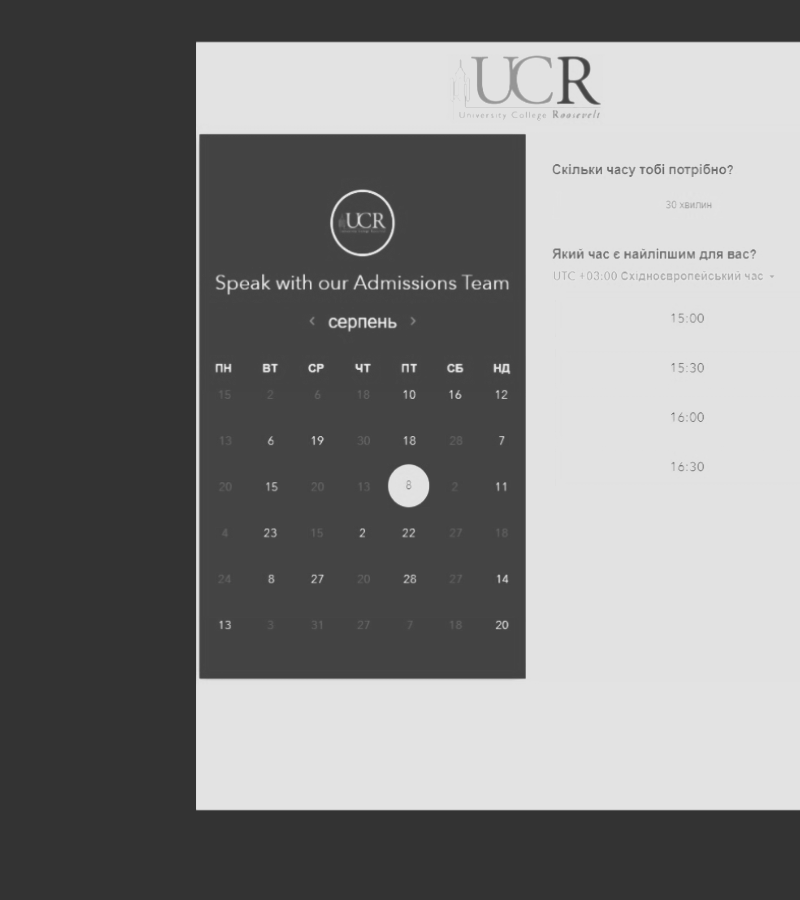 UCR
University College Roosevelt
UCR
Speak with our Admissions Team
‹ серпень ›
ПН ВТ СР ЧТ ПТ СБ НД
15 2 6 18 10 16 12
13 6 19 30 18 28 7
20 15 20 13 8 2 11
4 23 15 2 22 27 18
24 8 27 20 28 27 14
13 3 31 27 7 18 20
Скільки часу тобі потрібно?
30 хвилин
Який час є найліпшим для вас?
UTC +03:00 Східноєвропейський час
15:00
15:30
16:00
16:30